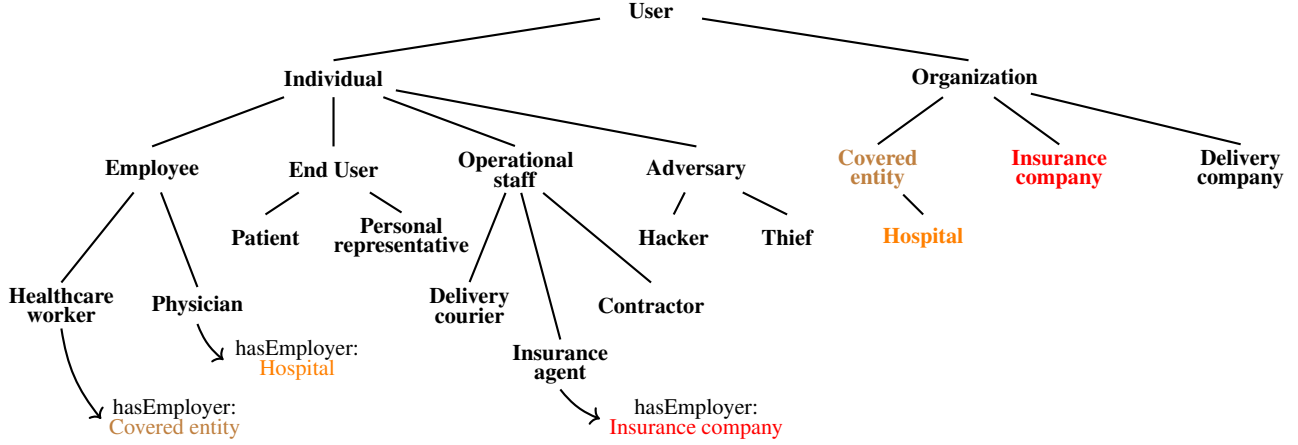 User
Individual
Organization
Employee
End User
Operational
staff
Adversary
Covered
entity
Insurance
company
Delivery
company
Patient
Personal
representative
Hacker
Thief
Hospital
Healthcare
worker
Physician
Delivery
courier
Contractor
hasEmployer:
Hospital
Insurance
agent
hasEmployer:
Covered entity
hasEmployer:
Insurance company